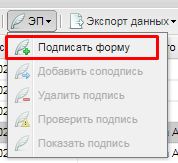 ЭП Экспорт данных
Подписать форму
Добавить соподпись
Удалить подпись
Проверить подпись
Показать подпись